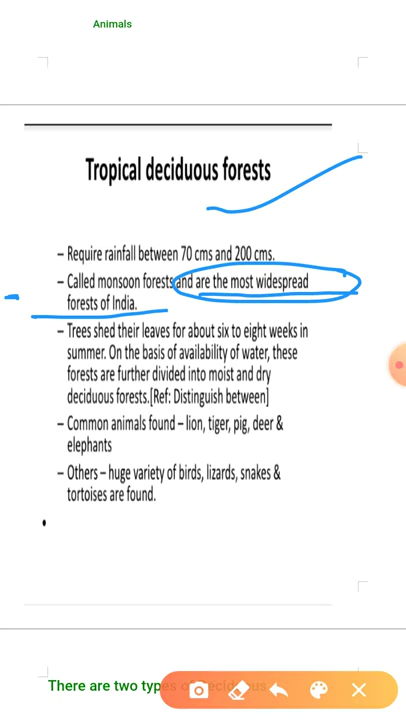 Animals
Tropical deciduous forests
– Require rainfall between 70 cms and 200 cms.
– Called monsoon forests and are the most widespread
forests of India.
– Trees shed their leaves for about six to eight weeks in
summer. On the basis of availability of water, these
forests are further divided into moist and dry
deciduous forests.[Ref: Distinguish between]
– Common animals found – lion, tiger, pig, deer &
elephants
– Others – huge variety of birds, lizards, snakes &
tortoises are found.
There are two types of deciduous